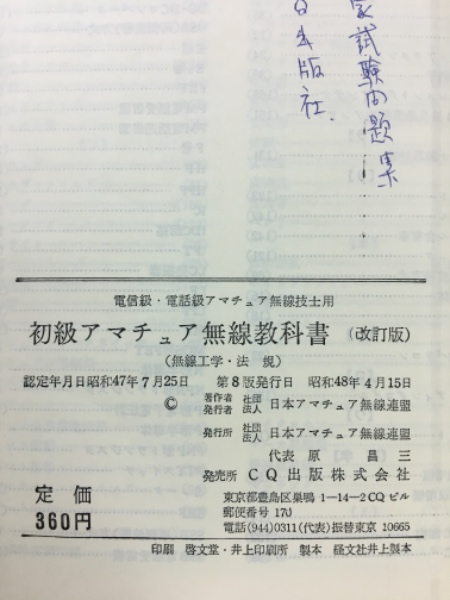 試験問題集
出版社.
電信級・電話級アマチュア無線技士用
初級アマチュア無線教科書 (改訂版)
(無線工学・法 規)
認定年月日昭和47年7月25日 第8版発行日 昭和48年4月15日
© 著作者 発行者 社団 法人 日本アマチュア無線連盟
発行所 社団 法人 日本アマチュア無線連盟
代表 原 昌三
発売所 CQ出版株式会社
定 価
360円
東京都豊島区巣鴨 1−14−2 CQビル
郵便番号 170
電話(944)0311(代表)振替東京 10665
印刷 啓文堂・井上印刷所 製本 経文社井上製本